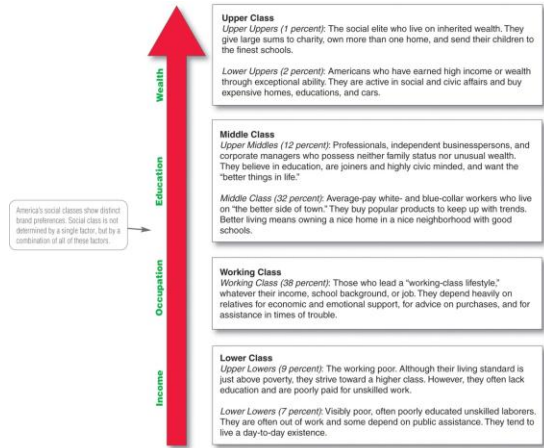 Upper Class
Upper Uppers (1 percent): The social elite who live on inherited wealth. They
give large sums to charity, own more than one home, and send their children to
the finest schools.
Lower Uppers (2 percent): Americans who have earned high income or wealth
through exceptional ability. They are active in social and civic affairs and buy
expensive homes, educations, and cars.
Wealth
Middle Class
Upper Middles (12 percent): Professionals, independent businesspersons, and
corporate managers who possess neither family status nor unusual wealth.
They believe in education, are joiners and highly civic minded, and want the
"better things in life."
Middle Class (32 percent): Average-pay white- and blue-collar workers who live
on "the better side of town." They buy popular products to keep up with trends.
Better living means owning a nice home in a nice neighborhood with good
schools.
Education
America's social classes show distinct
brand preferences. Social class is not
determined by a single factor, but by a
combination of all of these factors.
Working Class
Working Class (38 percent): Those who lead a "working-class lifestyle,"
whatever their income, school background, or job. They depend heavily on
relatives for economic and emotional support, for advice on purchases, and for
assistance in times of trouble.
Occupation
Lower Class
Upper Lowers (9 percent): The working poor. Although their living standard is
just above poverty, they strive toward a higher class. However, they often lack
education and are poorly paid for unskilled work.
Lower Lowers (7 percent): Visibly poor, often poorly educated unskilled laborers.
They are often out of work and some depend on public assistance. They tend to
live a day-to-day existence.
Income